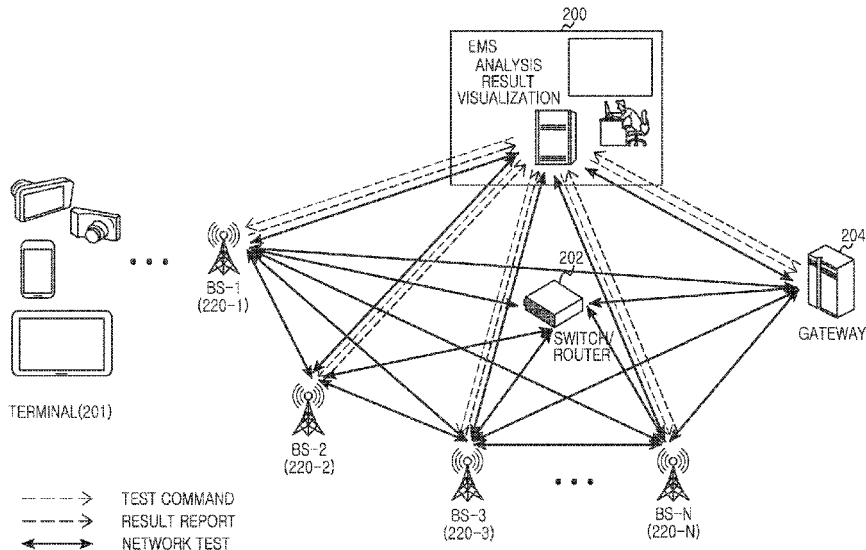 200
EMS
ANALYSIS
RESULT
VISUALIZATION
204
202
BS-1
(220-1)
SWITCH/
ROUTER
GATEWAY
TERMINAL(201)
BS-2
(220-2)
BS-3
(220-3)
BS-N
(220-N)
TEST COMMAND
RESULT REPORT
NETWORK TEST